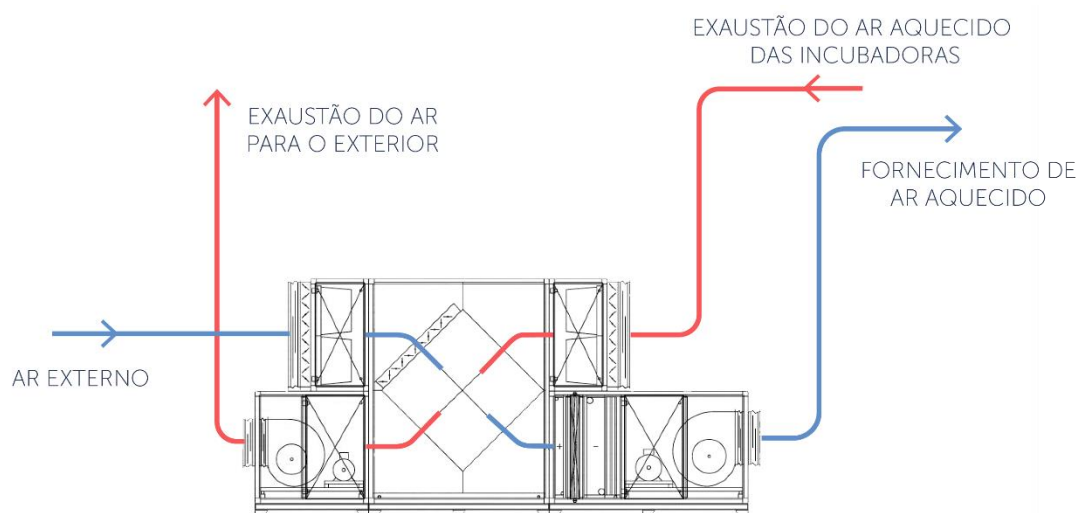 EXAUSTÃO DO AR AQUECIDO
DAS INCUBADORAS
EXAUSTÃO DO AR
PARA O EXTERIOR
FORNECIMENTO DE
AR AQUECIDO
AR EXTERNO